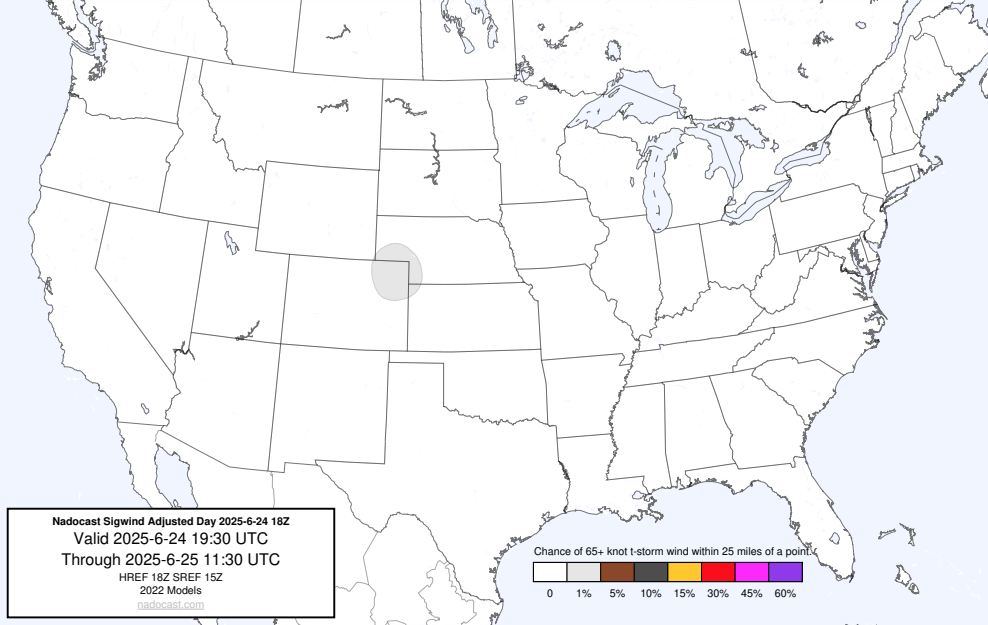 Nadocast Sigwind Adjusted Day 2025-6-24 18Z
Valid 2025-6-24 19:30 UTC
Through 2025-6-25 11:30 UTC
HREF 18Z SREF 15Z
2022 Models
nadocast.com
Chance of 65+ knot t-storm wind within 25 miles of a point.
0 1% 5% 10% 15% 30% 45% 60%